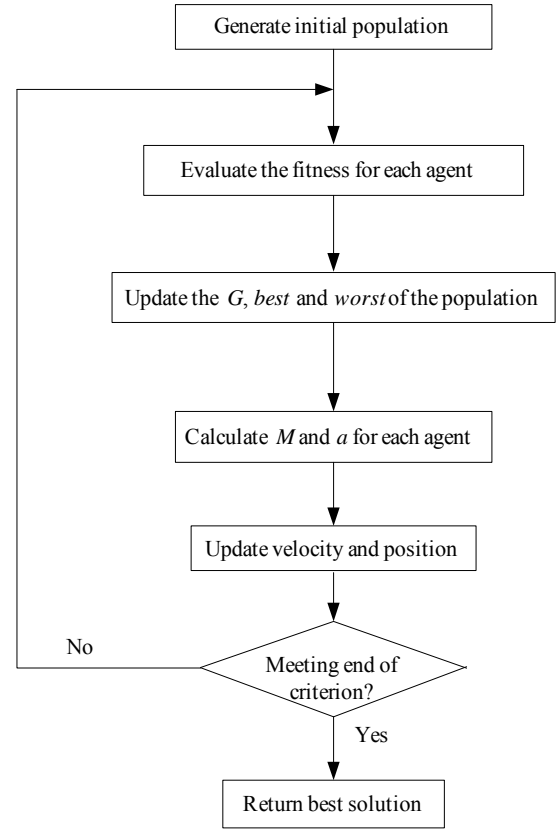 Generate initial population
Evaluate the fitness for each agent
Update the G, best and worst of the population
Calculate M and a for each agent
Update velocity and position
No
Meeting end of
criterion?
Yes
Return best solution